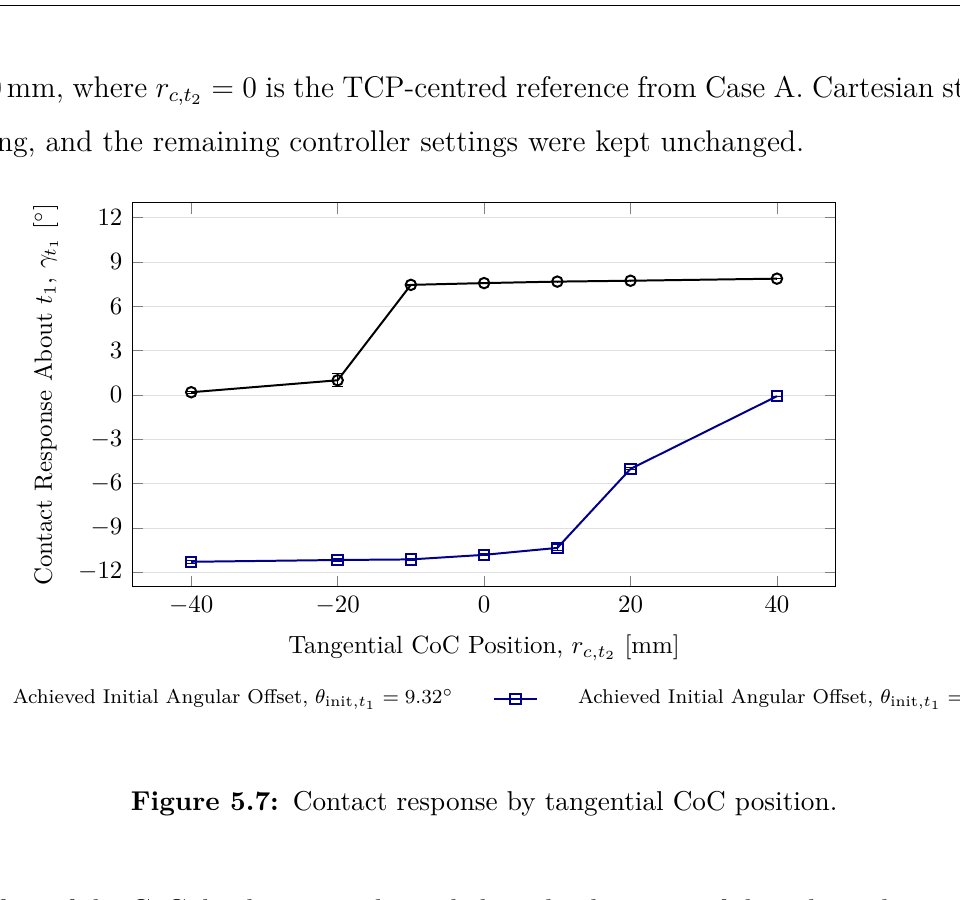 mm, where r_{c,t_2} = 0 is the TCP-centred reference from Case A. Cartesian
and the remaining controller settings were kept unchanged.
Contact Response About t_1, γ_{t_1} [°]
12
9
6
3
0
−3
−6
−9
−12
−40 −20 0 20 40
Tangential CoC Position, r_{c,t_2} [mm]
Achieved Initial Angular Offset, θ_{init,t_1} = 9.32° Achieved Initial Angular Offset, θ_{init,t_1} =
Figure 5.7: Contact response by tangential CoC position.